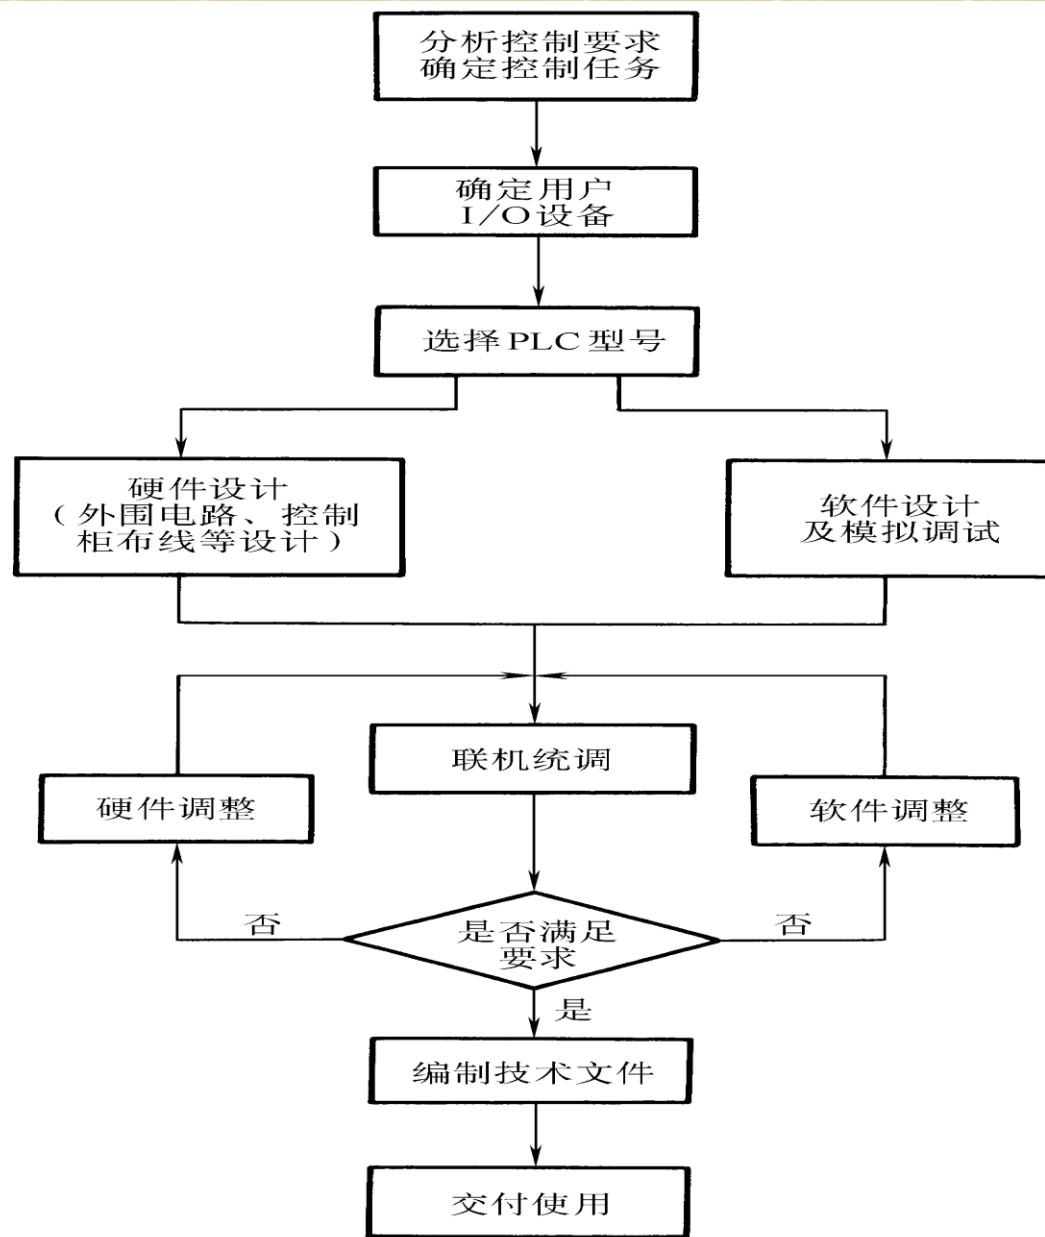 分析控制要求
确定控制任务
确定用户
I/O设备
选择PLC型号
硬件设计
(外围电路、控制
柜布线等设计)
软件设计
及模拟调试
联机统调
硬件调整
软件调整
否
是否满足
要求
否
是
编制技术文件
交付使用